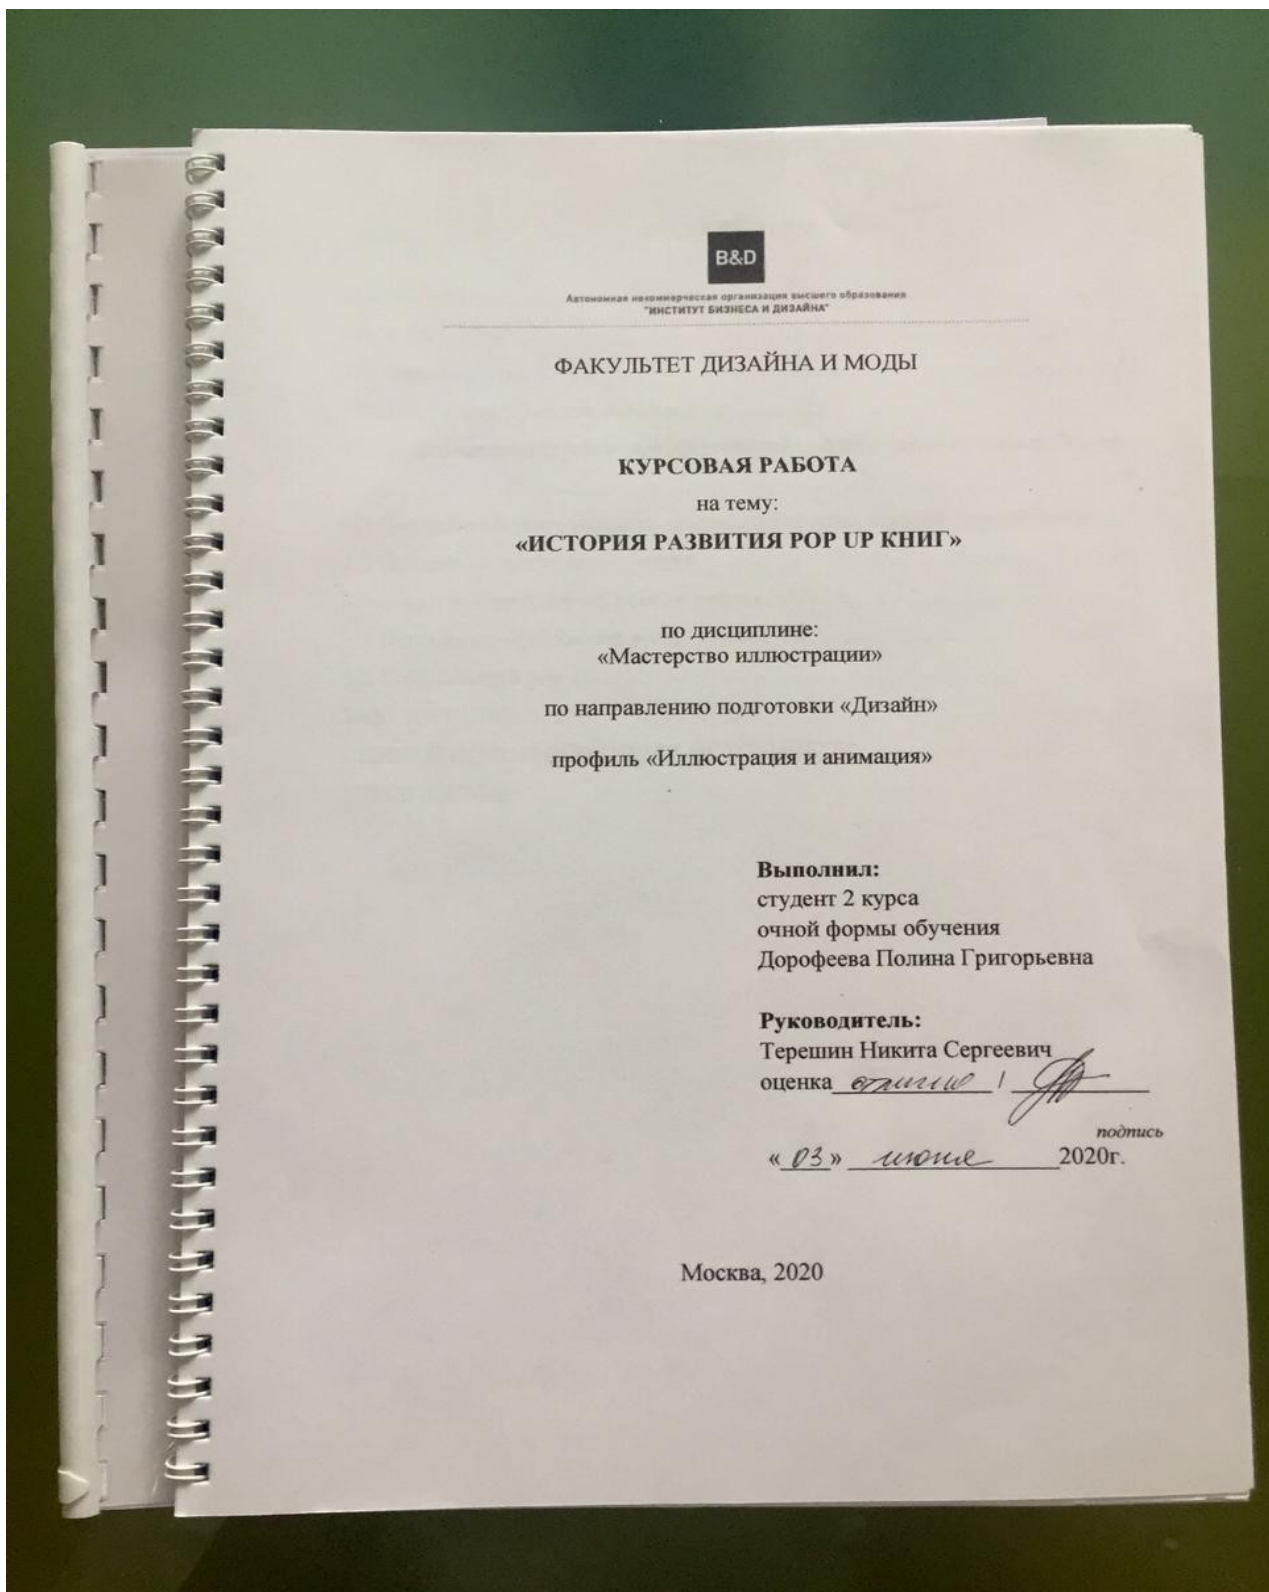 B&D
Автономная некоммерческая организация высшего образования
"ИНСТИТУТ БИЗНЕСА И ДИЗАЙНА"
ФАКУЛЬТЕТ ДИЗАЙНА И МОДЫ
КУРСОВАЯ РАБОТА
на тему:
«ИСТОРИЯ РАЗВИТИЯ POP UP КНИГ»
по дисциплине:
«Мастерство иллюстрации»
по направлению подготовки «Дизайн»
профиль «Иллюстрация и анимация»
Выполнил:
студент 2 курса
очной формы обучения
Дорофеева Полина Григорьевна
Руководитель:
Терешин Никита Сергеевич
оценка отлично /
подпись
«03» июня 2020г.
Москва, 2020